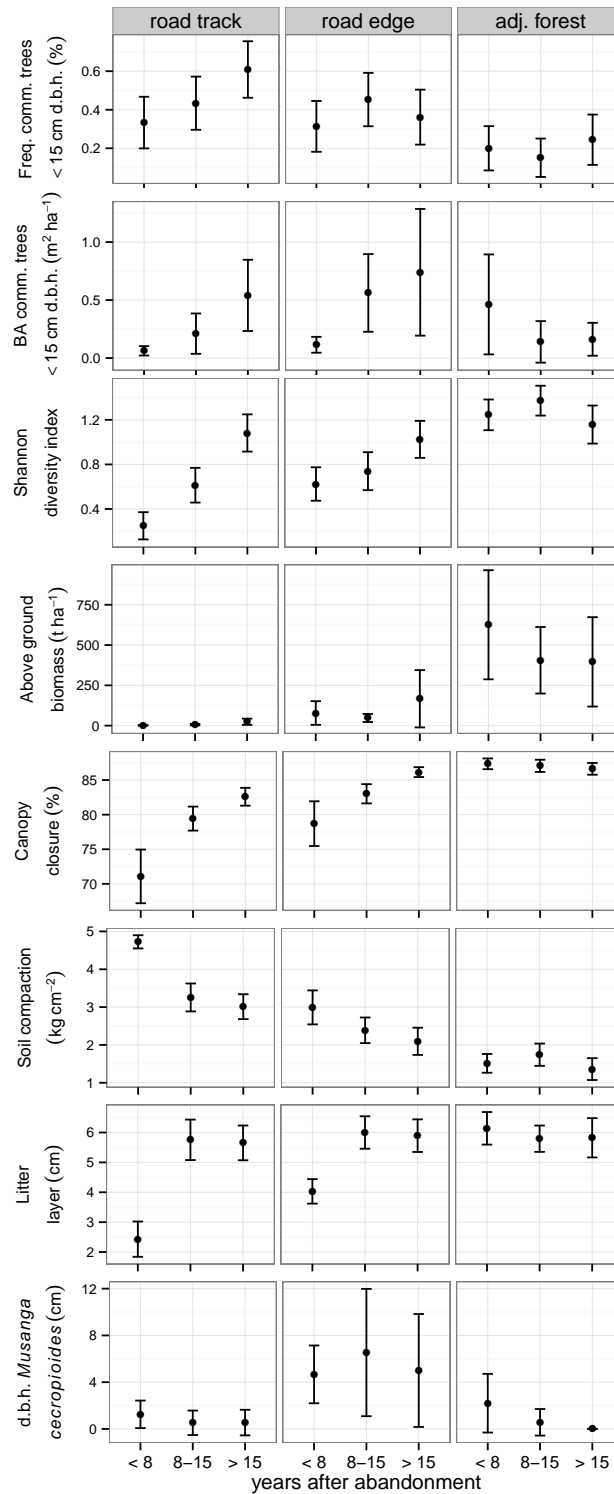 road track road edge adj. forest
Freq. comm. trees
< 15 cm d.b.h. (%)
0.6
0.4
0.2
BA comm. trees
< 15 cm d.b.h. (m² ha⁻¹)
1.0
0.5
0.0
Shannon
diversity index
1.2
0.8
0.4
Above ground
biomass (t ha⁻¹)
750
500
250
0
Canopy
closure (%)
85
80
75
70
Soil compaction
(kg cm⁻²)
5
4
3
2
1
Litter
layer (cm)
6
5
4
3
2
d.b.h. Musanga
cecropioides (cm)
12
8
4
0
< 8 8–15 > 15 < 8 8–15 > 15 < 8 8–15 > 15
years after abandonment